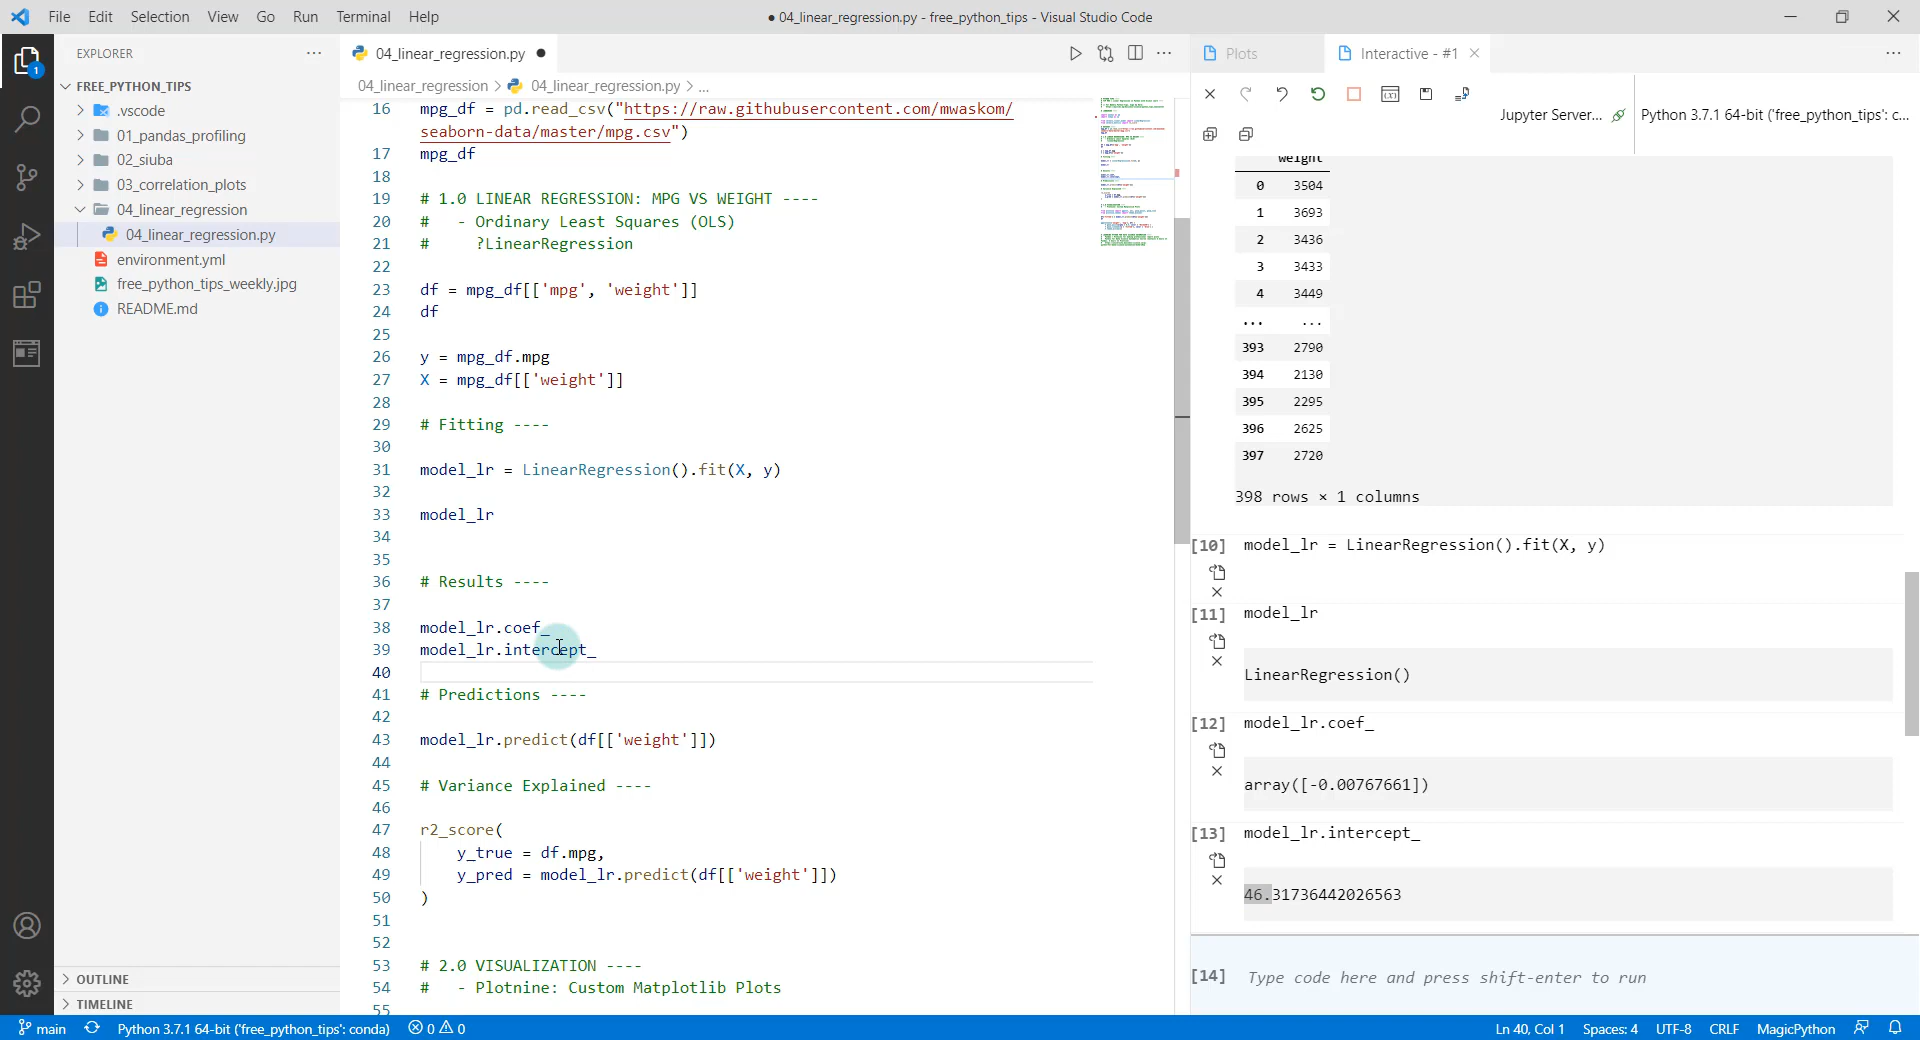 File Edit Selection View Go Run Terminal Help
● 04_linear_regression.py - free_python_tips - Visual Studio Code
EXPLORER
FREE_PYTHON_TIPS
.vscode
01_pandas_profiling
02_siuba
03_correlation_plots
04_linear_regression
04_linear_regression.py
environment.yml
free_python_tips_weekly.jpg
README.md
OUTLINE
TIMELINE
1
04_linear_regression.py ●
04_linear_regression > 04_linear_regression.py > ...
16 mpg_df = pd.read_csv("https://raw.githubusercontent.com/mwaskom/
seaborn-data/master/mpg.csv")
17 mpg_df
18
19 # 1.0 LINEAR REGRESSION: MPG VS WEIGHT ----
20 #   - Ordinary Least Squares (OLS)
21 #     ?LinearRegression
22
23 df = mpg_df[['mpg', 'weight']]
24 df
25
26 y = mpg_df.mpg
27 X = mpg_df[['weight']]
28
29 # Fitting ----
30
31 model_lr = LinearRegression().fit(X, y)
32
33 model_lr
34
35
36 # Results ----
37
38 model_lr.coef_
39 model_lr.intercept_
40
41 # Predictions ----
42
43 model_lr.predict(df[['weight']])
44
45 # Variance Explained ----
46
47 r2_score(
48     y_true = df.mpg,
49     y_pred = model_lr.predict(df[['weight']])
50 )
51
52
53 # 2.0 VISUALIZATION ----
54 #   - Plotnine: Custom Matplotlib Plots
55
Plots
Interactive - #1
Jupyter Server...
Python 3.7.1 64-bit ('free_python_tips': c...
weight
0 3504
1 3693
2 3436
3 3433
4 3449
... ...
393 2790
394 2130
395 2295
396 2625
397 2720
398 rows × 1 columns
[10] model_lr = LinearRegression().fit(X, y)
[11] model_lr
LinearRegression()
[12] model_lr.coef_
array([-0.00767661])
[13] model_lr.intercept_
46.31736442026563
[14] Type code here and press shift-enter to run
main Python 3.7.1 64-bit ('free_python_tips': conda) 0 0
Ln 40, Col 1 Spaces: 4 UTF-8 CRLF MagicPython